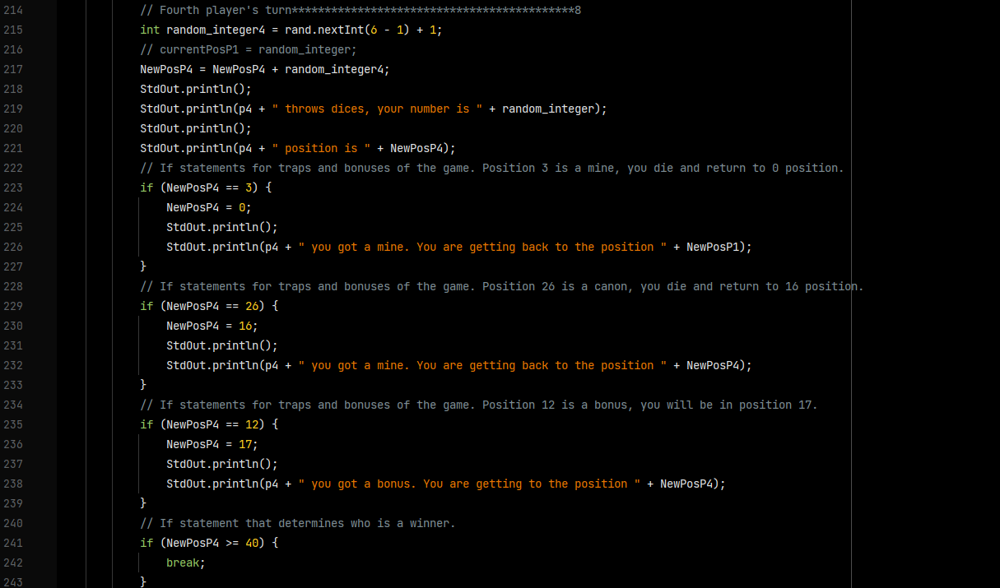 214 // Fourth player's turn*******************************************8
215 int random_integer4 = rand.nextInt(6 - 1) + 1;
216 // currentPosP1 = random_integer;
217 NewPosP4 = NewPosP4 + random_integer4;
218 StdOut.println();
219 StdOut.println(p4 + " throws dices, your number is " + random_integer);
220 StdOut.println();
221 StdOut.println(p4 + " position is " + NewPosP4);
222 // If statements for traps and bonuses of the game. Position 3 is a mine, you die and return to 0 position.
223 if (NewPosP4 == 3) {
224 NewPosP4 = 0;
225 StdOut.println();
226 StdOut.println(p4 + " you got a mine. You are getting back to the position " + NewPosP1);
227 }
228 // If statements for traps and bonuses of the game. Position 26 is a canon, you die and return to 16 position.
229 if (NewPosP4 == 26) {
230 NewPosP4 = 16;
231 StdOut.println();
232 StdOut.println(p4 + " you got a mine. You are getting back to the position " + NewPosP4);
233 }
234 // If statements for traps and bonuses of the game. Position 12 is a bonus, you will be in position 17.
235 if (NewPosP4 == 12) {
236 NewPosP4 = 17;
237 StdOut.println();
238 StdOut.println(p4 + " you got a bonus. You are getting to the position " + NewPosP4);
239 }
240 // If statement that determines who is a winner.
241 if (NewPosP4 >= 40) {
242 break;
243 }